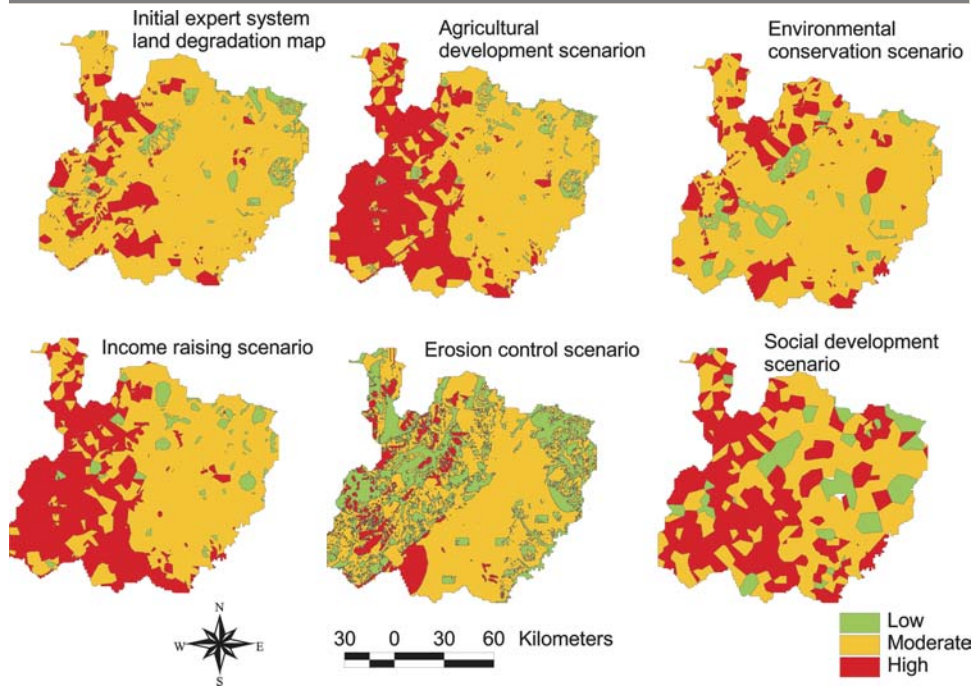 Initial expert system
land degradation map
Agricultural
development scenarion
Environmental
conservation scenario
Income raising scenario
Erosion control scenario
Social development
scenario
N
W E
S
30 0 30 60 Kilometers
Low
Moderate
High